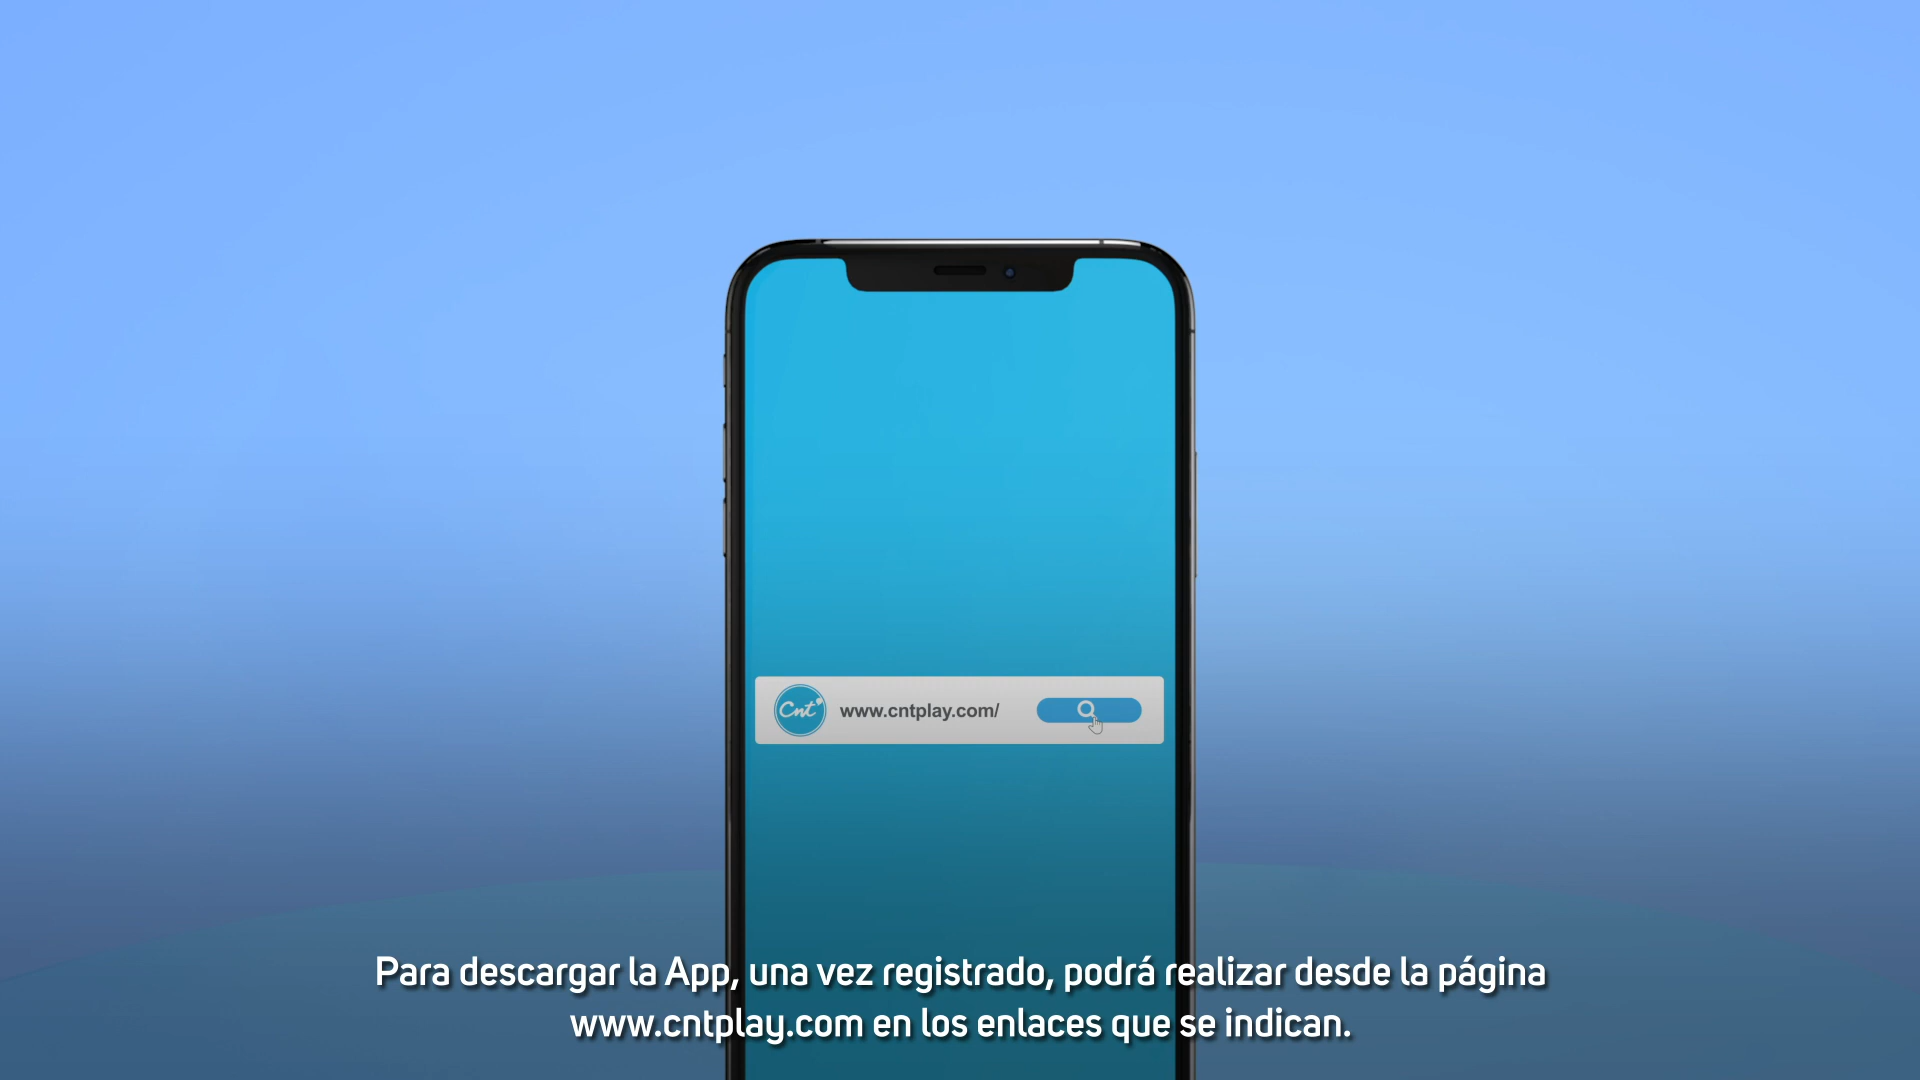 Cnt
www.cntplay.com/
Para descargar la App, una vez registrado, podrá realizar desde la página
www.cntplay.com en los enlaces que se indican.